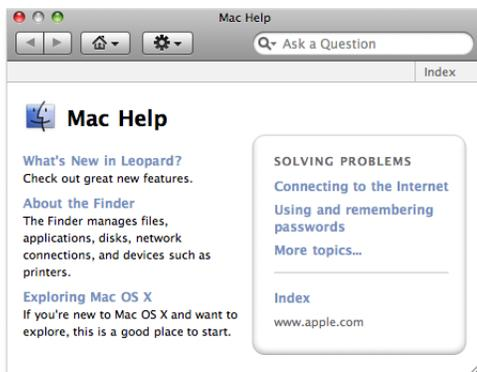 Mac Help
Ask a Question
Index
Mac Help
What's New in Leopard?
Check out great new features.
About the Finder
The Finder manages files,
applications, disks, network
connections, and devices such as
printers.
Exploring Mac OS X
If you're new to Mac OS X and want to
explore, this is a good place to start.
SOLVING PROBLEMS
Connecting to the Internet
Using and remembering
passwords
More topics...
Index
www.apple.com